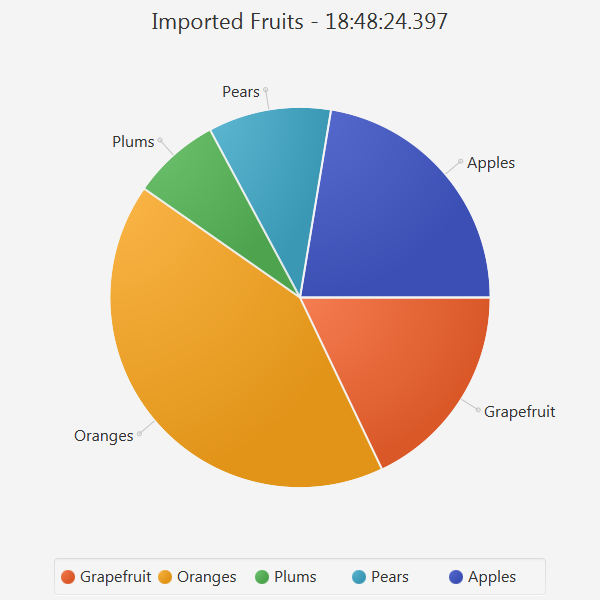 Imported Fruits - 18:48:24.397
Pears
Plums
Apples
Oranges
Grapefruit
Grapefruit Oranges Plums Pears Apples